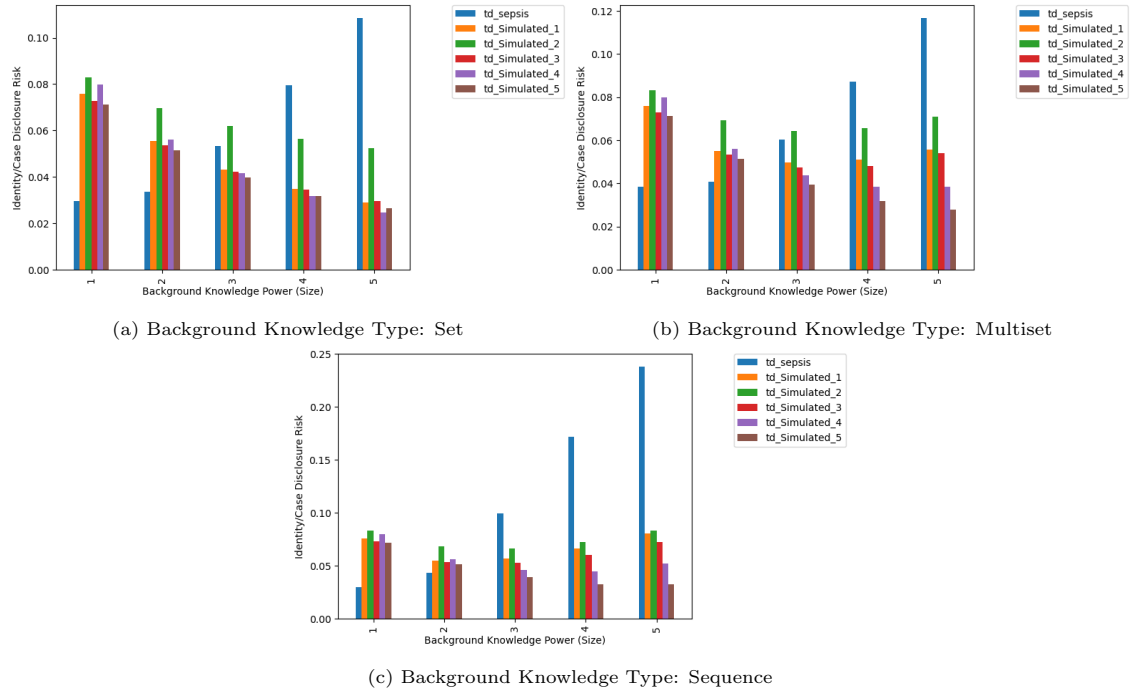 Identity/Case Disclosure Risk
0.10
0.08
0.06
0.04
0.02
0.00
1
2
3
4
5
Background Knowledge Power (Size)
td_sepsis
td_Simulated_1
td_Simulated_2
td_Simulated_3
td_Simulated_4
td_Simulated_5
(a) Background Knowledge Type: Set
Identity/Case Disclosure Risk
0.12
0.10
0.08
0.06
0.04
0.02
0.00
1
2
3
4
5
Background Knowledge Power (Size)
td_sepsis
td_Simulated_1
td_Simulated_2
td_Simulated_3
td_Simulated_4
td_Simulated_5
(b) Background Knowledge Type: Multiset
Identity/Case Disclosure Risk
0.25
0.20
0.15
0.10
0.05
0.00
1
2
3
4
5
Background Knowledge Power (Size)
td_sepsis
td_Simulated_1
td_Simulated_2
td_Simulated_3
td_Simulated_4
td_Simulated_5
(c) Background Knowledge Type: Sequence